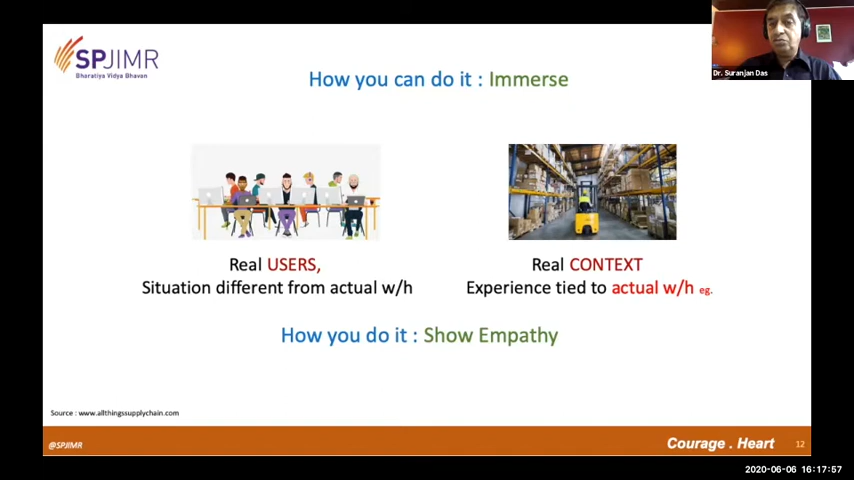 SPJIMR
Bharatiya Vidya Bhavan
Dr. Suranjan Das
How you can do it : Immerse
Real USERS,
Situation different from actual w/h
Real CONTEXT
Experience tied to actual w/h eg.
How you do it : Show Empathy
Source : www.allthingssupplychain.com
@SPJIMR
Courage . Heart
12
2020-06-06 16:17:57